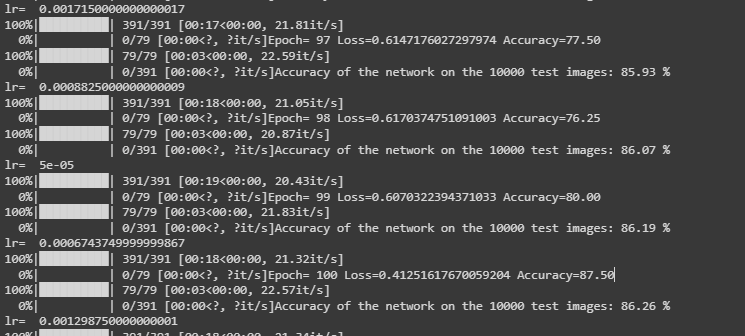 lr=  0.0017150000000000017
100%|██████████| 391/391 [00:17<00:00, 21.81it/s]
0%|          | 0/79 [00:00<?, ?it/s]Epoch= 97 Loss=0.6147176027297974 Accuracy=77.50
100%|██████████| 79/79 [00:03<00:00, 22.59it/s]
0%|          | 0/391 [00:00<?, ?it/s]Accuracy of the network on the 10000 test images: 85.93 %
lr=  0.0008825000000000009
100%|██████████| 391/391 [00:18<00:00, 21.05it/s]
0%|          | 0/79 [00:00<?, ?it/s]Epoch= 98 Loss=0.6170374751091003 Accuracy=76.25
100%|██████████| 79/79 [00:03<00:00, 20.87it/s]
0%|          | 0/391 [00:00<?, ?it/s]Accuracy of the network on the 10000 test images: 86.07 %
lr=  5e-05
100%|██████████| 391/391 [00:19<00:00, 20.43it/s]
0%|          | 0/79 [00:00<?, ?it/s]Epoch= 99 Loss=0.6070322394371033 Accuracy=80.00
100%|██████████| 79/79 [00:03<00:00, 21.83it/s]
0%|          | 0/391 [00:00<?, ?it/s]Accuracy of the network on the 10000 test images: 86.19 %
lr=  0.0006743749999999867
100%|██████████| 391/391 [00:18<00:00, 21.32it/s]
0%|          | 0/79 [00:00<?, ?it/s]Epoch= 100 Loss=0.41251617670059204 Accuracy=87.50
100%|██████████| 79/79 [00:03<00:00, 22.57it/s]
0%|          | 0/391 [00:00<?, ?it/s]Accuracy of the network on the 10000 test images: 86.26 %
lr=  0.001298750000000001